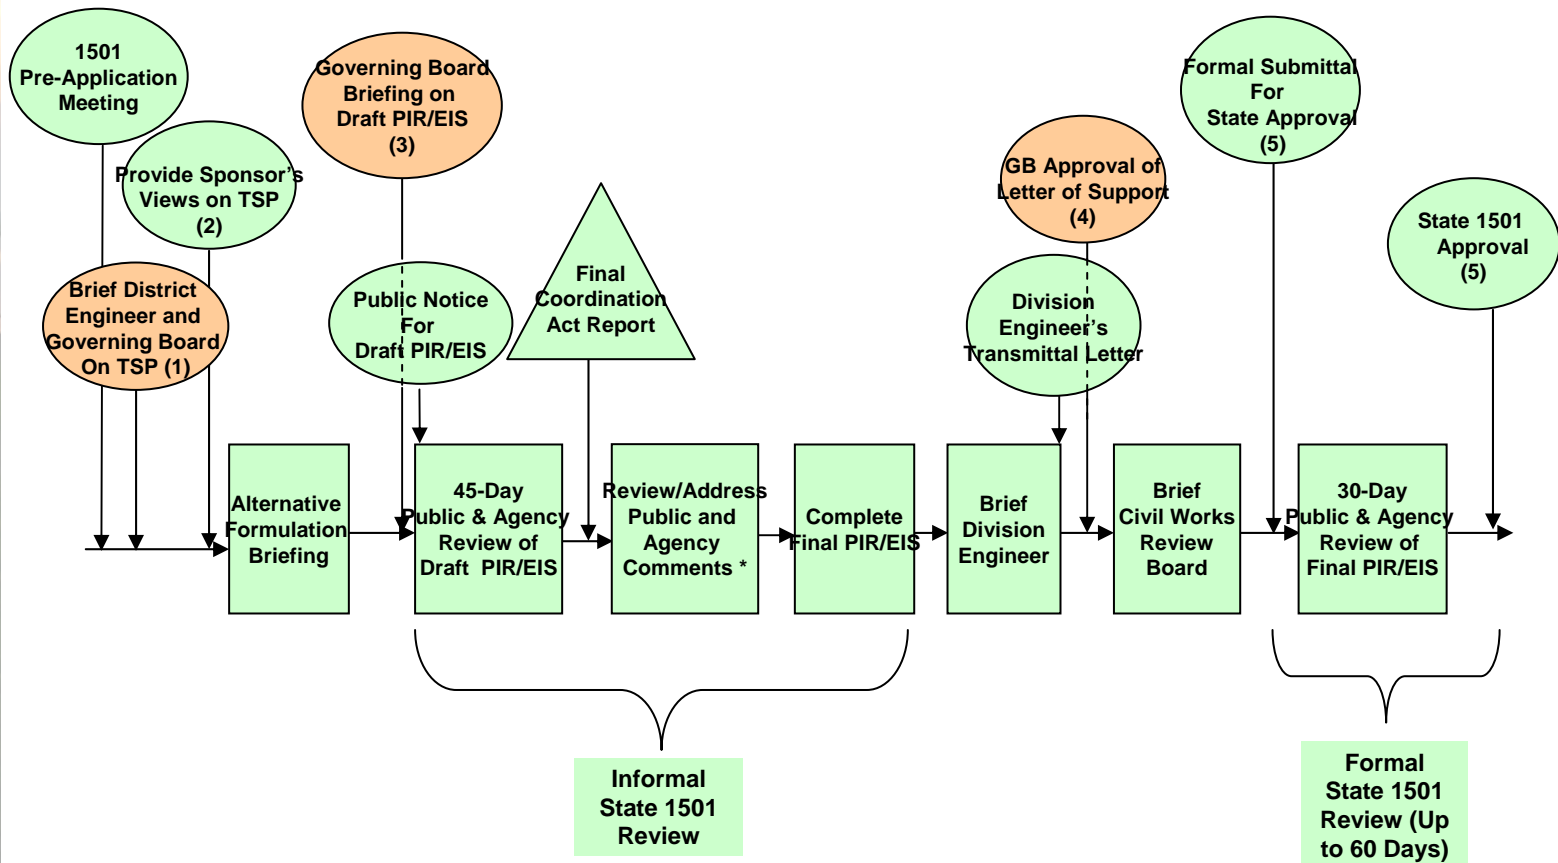 1501
Pre-Application
Meeting
Provide Sponsor's
Views on TSP
(2)
Brief District
Engineer and
Governing Board
On TSP (1)
Governing Board
Briefing on
Draft PIR/EIS
(3)
Public Notice
For
Draft PIR/EIS
Final
Coordination
Act Report
GB Approval of
Letter of Support
(4)
Division
Engineer's
Transmittal Letter
Formal Submittal
For
State Approval
(5)
State 1501
Approval
(5)
Alternative
Formulation
Briefing
45-Day
Public & Agency
Review of
Draft PIR/EIS
Review/Address
Public and
Agency
Comments *
Complete
Final PIR/EIS
Brief
Division
Engineer
Brief
Civil Works
Review
Board
30-Day
Public & Agency
Review of
Final PIR/EIS
Informal
State 1501
Review
Formal
State 1501
Review (Up
to 60 Days)